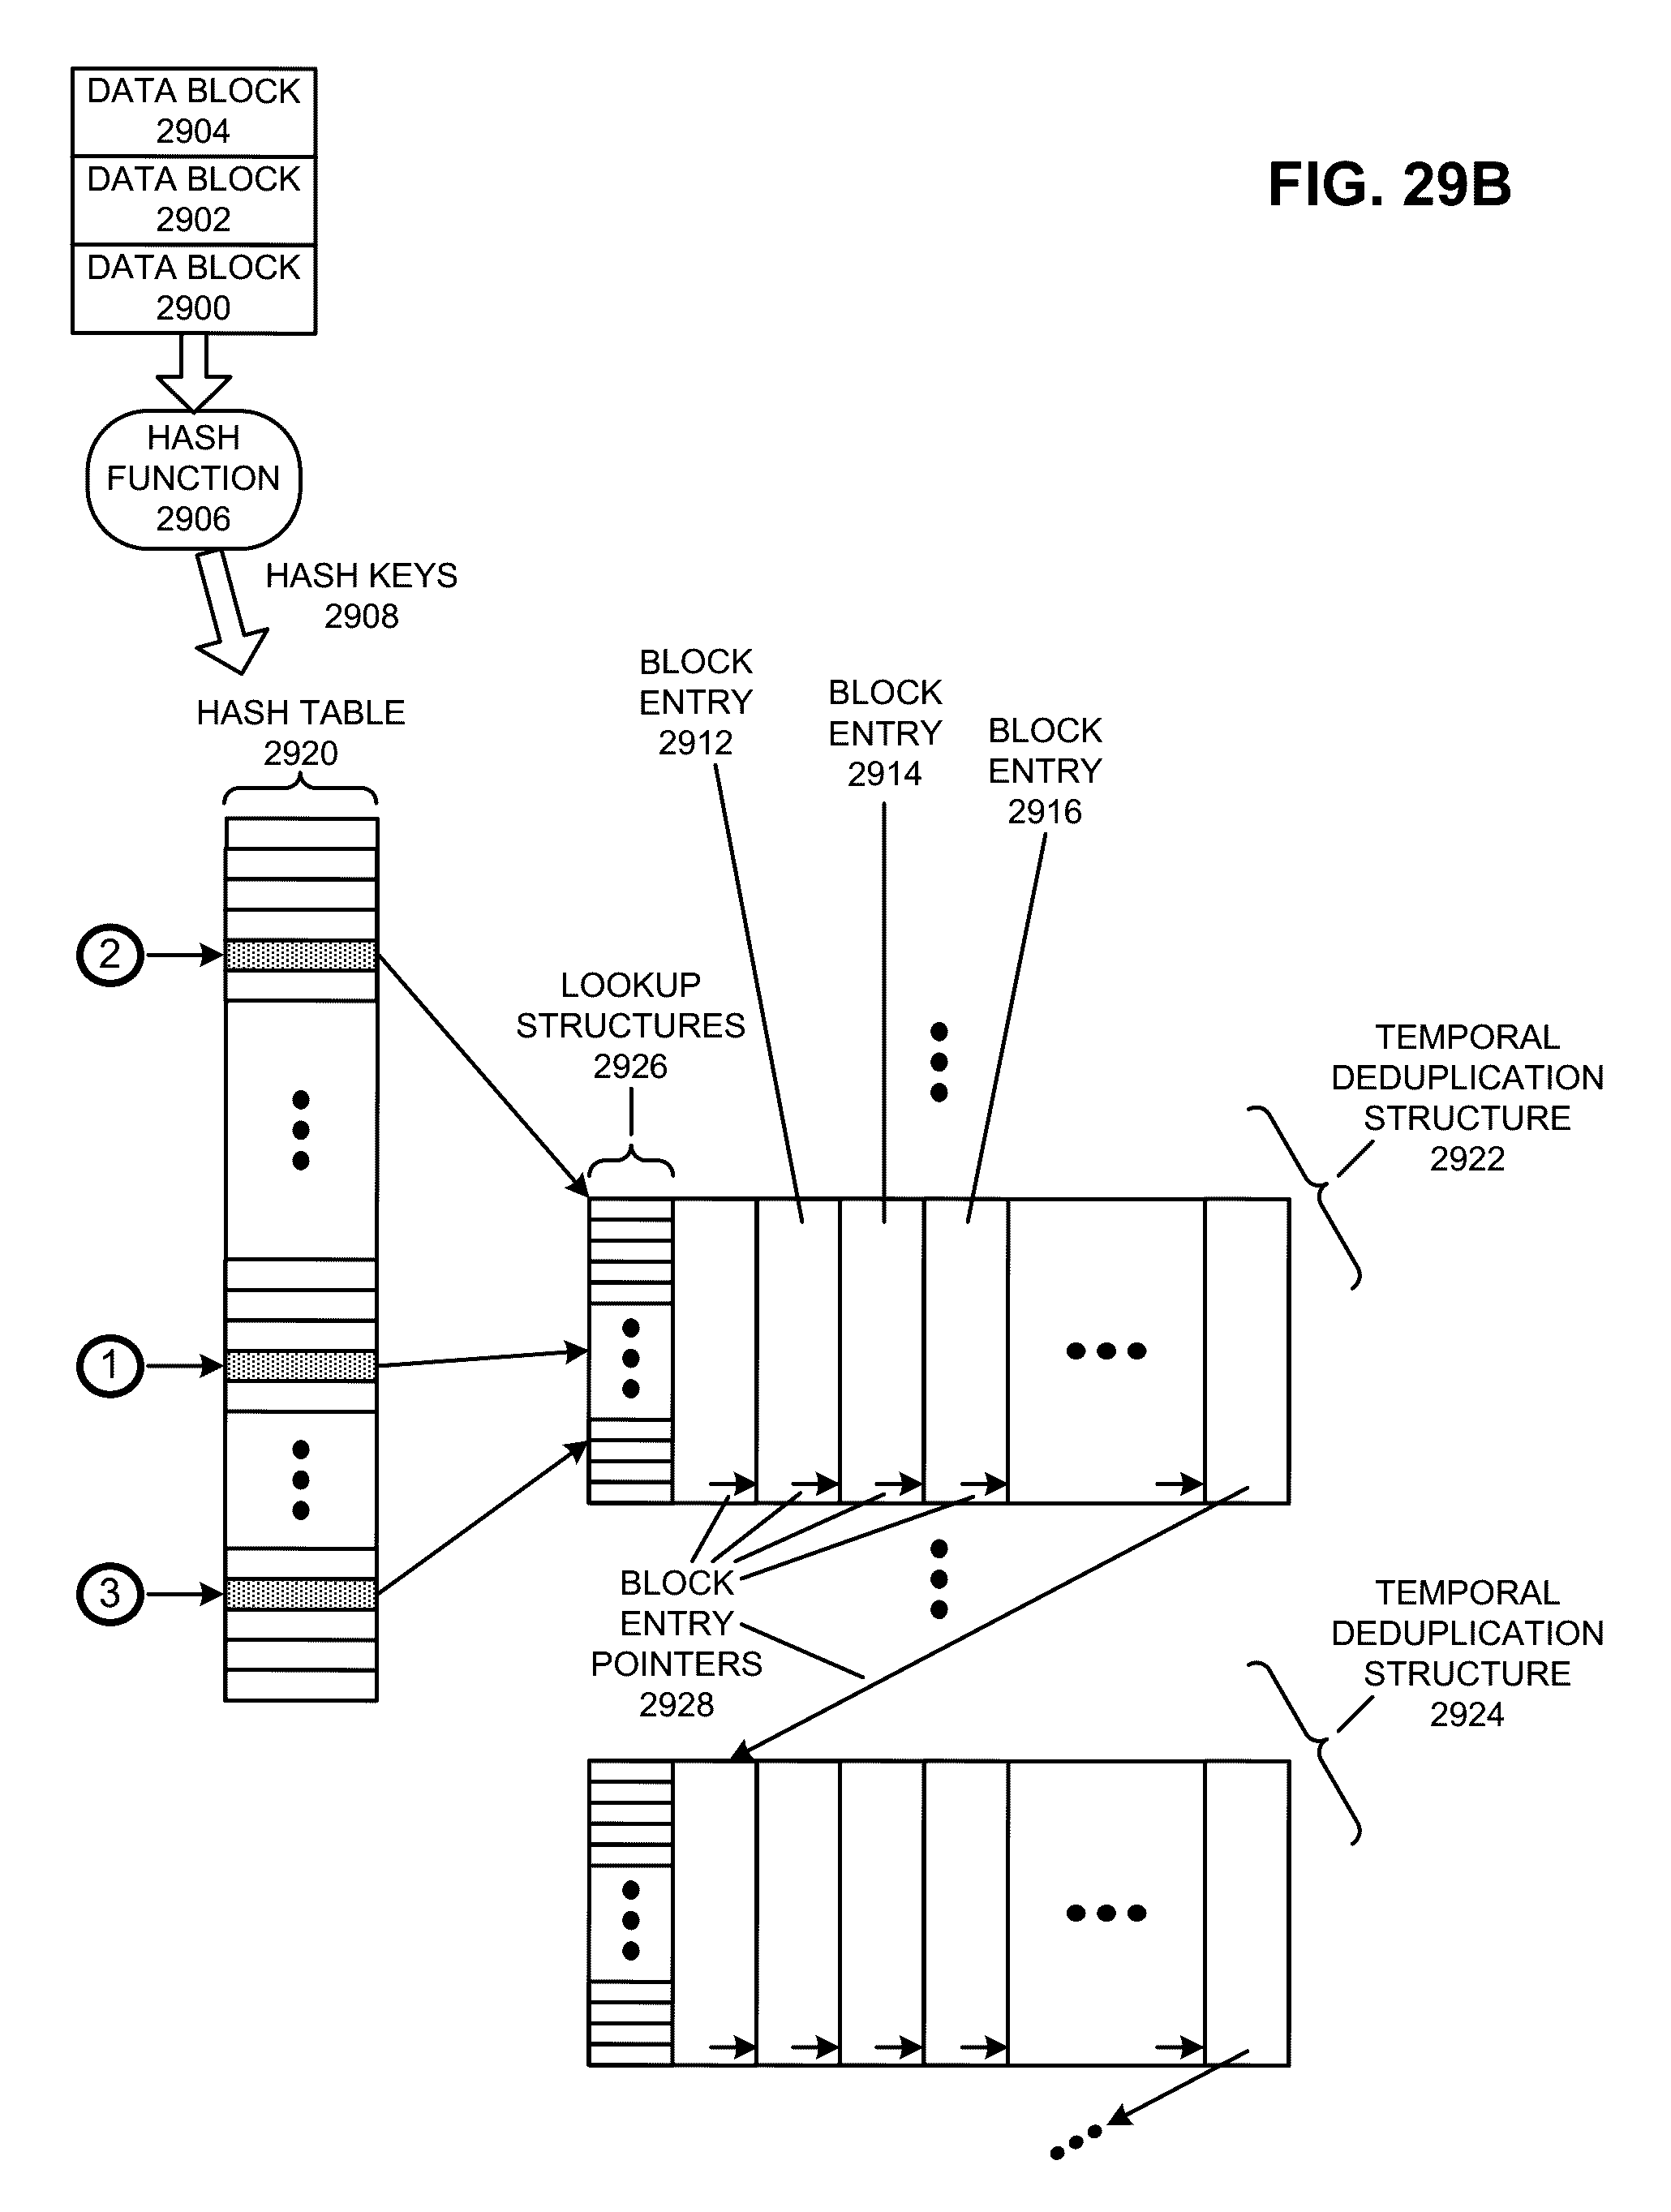 DATA BLOCK
2904
DATA BLOCK
2902
DATA BLOCK
2900
FIG. 29B
HASH
FUNCTION
2906
HASH KEYS
2908
HASH TABLE
2920
BLOCK
ENTRY
2912
BLOCK
ENTRY
2914
BLOCK
ENTRY
2916
2
LOOKUP
STRUCTURES
2926
TEMPORAL
DEDUPLICATION
STRUCTURE
2922
1
3
BLOCK
ENTRY
POINTERS
2928
TEMPORAL
DEDUPLICATION
STRUCTURE
2924